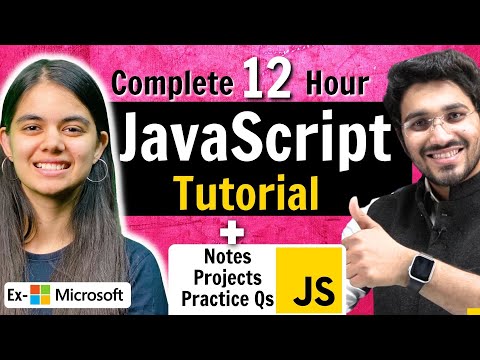 Complete 12 Hour
JavaScript
Tutorial
+
Notes
Projects
Practice Qs
JS
Ex- Microsoft